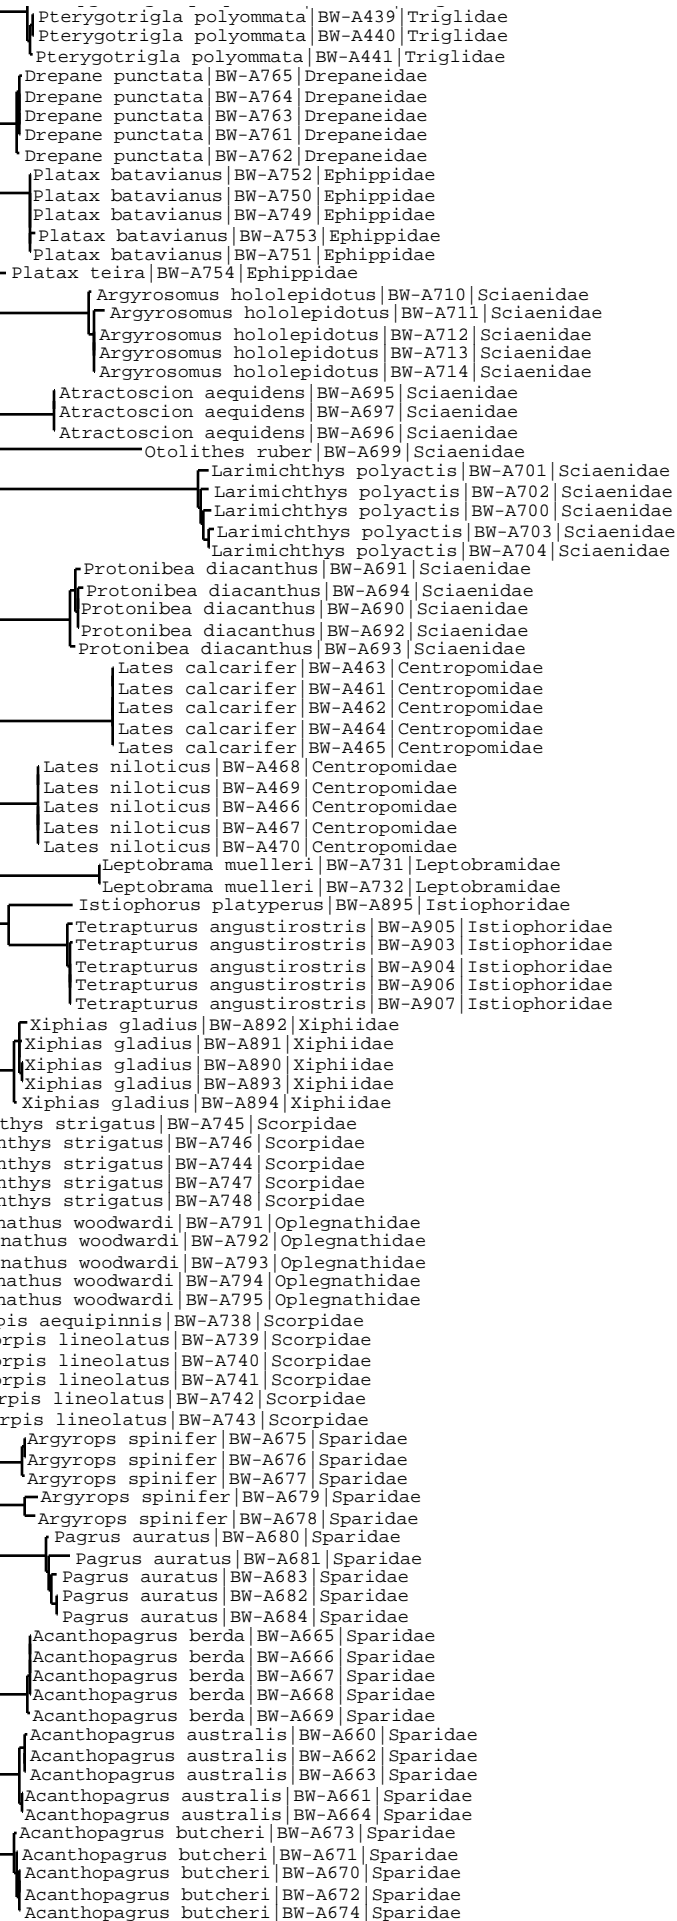 Pterygotrigla polyommata|BW-A439|Triglidae
Pterygotrigla polyommata|BW-A440|Triglidae
Pterygotrigla polyommata|BW-A441|Triglidae
Drepane punctata|BW-A765|Drepaneidae
Drepane punctata|BW-A764|Drepaneidae
Drepane punctata|BW-A763|Drepaneidae
Drepane punctata|BW-A761|Drepaneidae
Drepane punctata|BW-A762|Drepaneidae
Platax batavianus|BW-A752|Ephippidae
Platax batavianus|BW-A750|Ephippidae
Platax batavianus|BW-A749|Ephippidae
Platax batavianus|BW-A753|Ephippidae
Platax batavianus|BW-A751|Ephippidae
Platax teira|BW-A754|Ephippidae
Argyrosomus hololepidotus|BW-A710|Sciaenidae
Argyrosomus hololepidotus|BW-A711|Sciaenidae
Argyrosomus hololepidotus|BW-A712|Sciaenidae
Argyrosomus hololepidotus|BW-A713|Sciaenidae
Argyrosomus hololepidotus|BW-A714|Sciaenidae
Atractoscion aequidens|BW-A695|Sciaenidae
Atractoscion aequidens|BW-A697|Sciaenidae
Atractoscion aequidens|BW-A696|Sciaenidae
Otolithes ruber|BW-A699|Sciaenidae
Larimichthys polyactis|BW-A701|Sciaenidae
Larimichthys polyactis|BW-A702|Sciaenidae
Larimichthys polyactis|BW-A700|Sciaenidae
Larimichthys polyactis|BW-A703|Sciaenidae
Larimichthys polyactis|BW-A704|Sciaenidae
Protonibea diacanthus|BW-A691|Sciaenidae
Protonibea diacanthus|BW-A694|Sciaenidae
Protonibea diacanthus|BW-A690|Sciaenidae
Protonibea diacanthus|BW-A692|Sciaenidae
Protonibea diacanthus|BW-A693|Sciaenidae
Lates calcarifer|BW-A463|Centropomidae
Lates calcarifer|BW-A461|Centropomidae
Lates calcarifer|BW-A462|Centropomidae
Lates calcarifer|BW-A464|Centropomidae
Lates calcarifer|BW-A465|Centropomidae
Lates niloticus|BW-A468|Centropomidae
Lates niloticus|BW-A469|Centropomidae
Lates niloticus|BW-A466|Centropomidae
Lates niloticus|BW-A467|Centropomidae
Lates niloticus|BW-A470|Centropomidae
Leptobrama muelleri|BW-A731|Leptobramidae
Leptobrama muelleri|BW-A732|Leptobramidae
Istiophorus platyperus|BW-A895|Istiophoridae
Tetrapturus angustirostris|BW-A905|Istiophoridae
Tetrapturus angustirostris|BW-A903|Istiophoridae
Tetrapturus angustirostris|BW-A904|Istiophoridae
Tetrapturus angustirostris|BW-A906|Istiophoridae
Tetrapturus angustirostris|BW-A907|Istiophoridae
Xiphias gladius|BW-A892|Xiphiidae
Xiphias gladius|BW-A891|Xiphiidae
Xiphias gladius|BW-A890|Xiphiidae
Xiphias gladius|BW-A893|Xiphiidae
Xiphias gladius|BW-A894|Xiphiidae
thys strigatus|BW-A745|Scorpidae
nthys strigatus|BW-A746|Scorpidae
nthys strigatus|BW-A744|Scorpidae
nthys strigatus|BW-A747|Scorpidae
nthys strigatus|BW-A748|Scorpidae
nathus woodwardi|BW-A791|Oplegnathidae
nathus woodwardi|BW-A792|Oplegnathidae
nathus woodwardi|BW-A793|Oplegnathidae
nathus woodwardi|BW-A794|Oplegnathidae
nathus woodwardi|BW-A795|Oplegnathidae
pis aequipinnis|BW-A738|Scorpidae
orpis lineolatus|BW-A739|Scorpidae
orpis lineolatus|BW-A740|Scorpidae
orpis lineolatus|BW-A741|Scorpidae
rpis lineolatus|BW-A742|Scorpidae
rpis lineolatus|BW-A743|Scorpidae
Argyrops spinifer|BW-A675|Sparidae
Argyrops spinifer|BW-A676|Sparidae
Argyrops spinifer|BW-A677|Sparidae
Argyrops spinifer|BW-A679|Sparidae
Argyrops spinifer|BW-A678|Sparidae
Pagrus auratus|BW-A680|Sparidae
Pagrus auratus|BW-A681|Sparidae
Pagrus auratus|BW-A683|Sparidae
Pagrus auratus|BW-A682|Sparidae
Pagrus auratus|BW-A684|Sparidae
Acanthopagrus berda|BW-A665|Sparidae
Acanthopagrus berda|BW-A666|Sparidae
Acanthopagrus berda|BW-A667|Sparidae
Acanthopagrus berda|BW-A668|Sparidae
Acanthopagrus berda|BW-A669|Sparidae
Acanthopagrus australis|BW-A660|Sparidae
Acanthopagrus australis|BW-A662|Sparidae
Acanthopagrus australis|BW-A663|Sparidae
Acanthopagrus australis|BW-A661|Sparidae
Acanthopagrus australis|BW-A664|Sparidae
Acanthopagrus butcheri|BW-A673|Sparidae
Acanthopagrus butcheri|BW-A671|Sparidae
Acanthopagrus butcheri|BW-A670|Sparidae
Acanthopagrus butcheri|BW-A672|Sparidae
Acanthopagrus butcheri|BW-A674|Sparidae